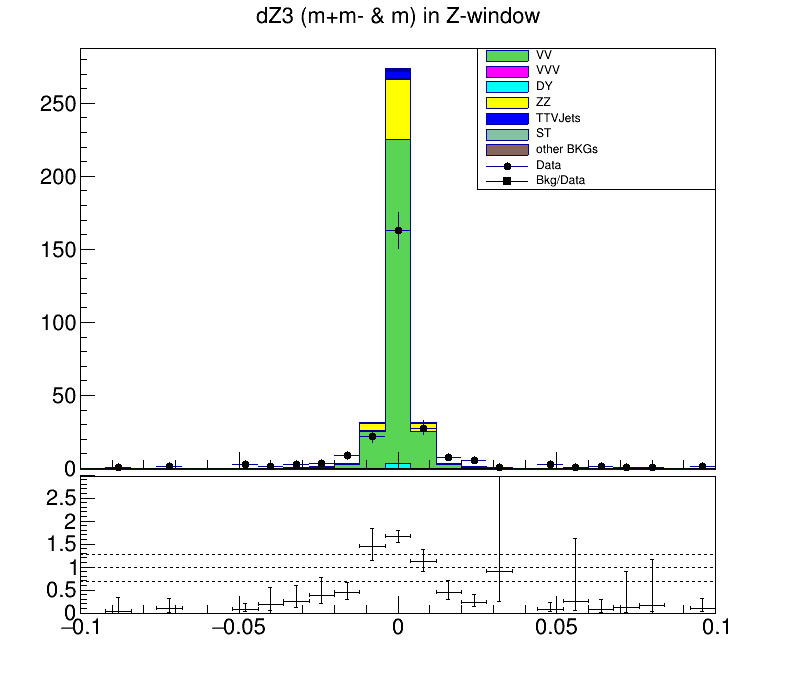 dZ3 (m+m- & m) in Z-window
VV
VVV
DY
ZZ
TTVJets
ST
other BKGs
Data
Bkg/Data
250
200
150
100
50
0
2.5
2
1.5
1
0.5
0
−0.1 −0.05 0 0.05 0.1